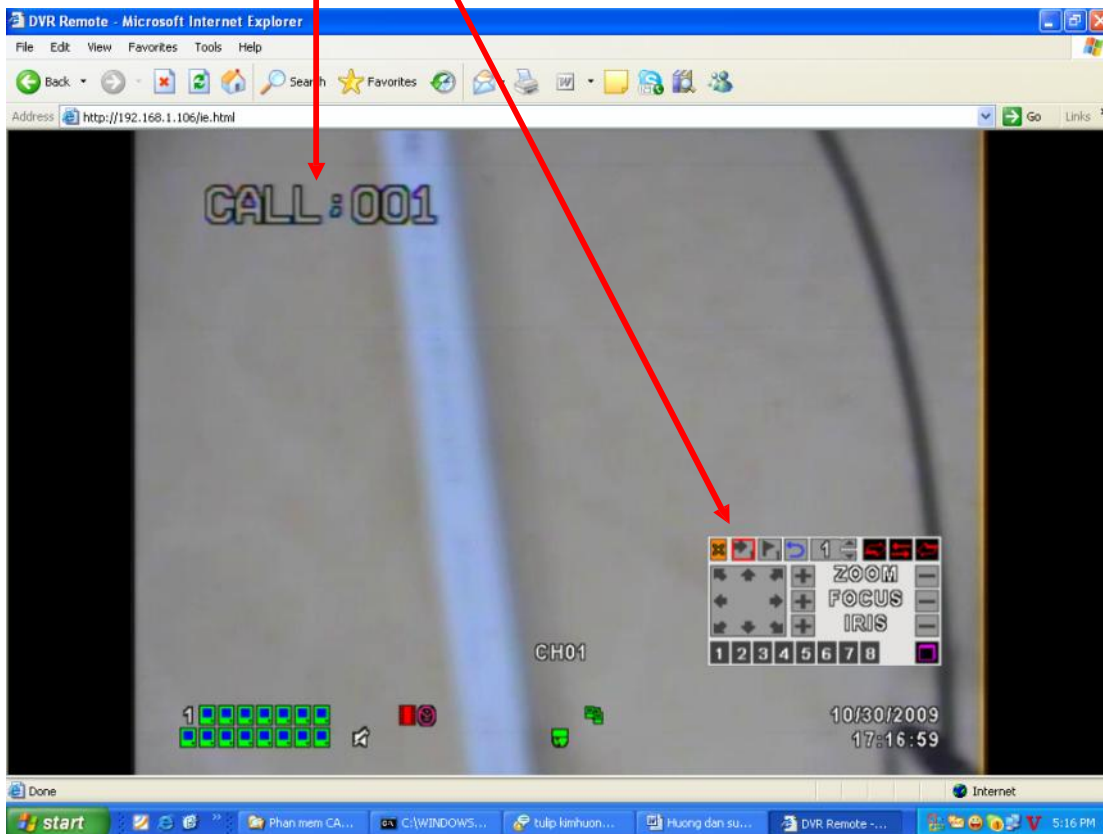 DVR Remote - Microsoft Internet Explorer
File Edit View Favorites Tools Help
Back Search Favorites
Address http://192.168.1.106/ie.html Go Links
CALL:001
1
ZOOM
FOCUS
IRIS
1 2 3 4 5 6 7 8
CH01
1
10/30/2009
17:16:59
Done Internet
start Phan mem CA... C:\WINDOWS... tulip kimhuon... Huong dan su... DVR Remote -... 5:16 PM